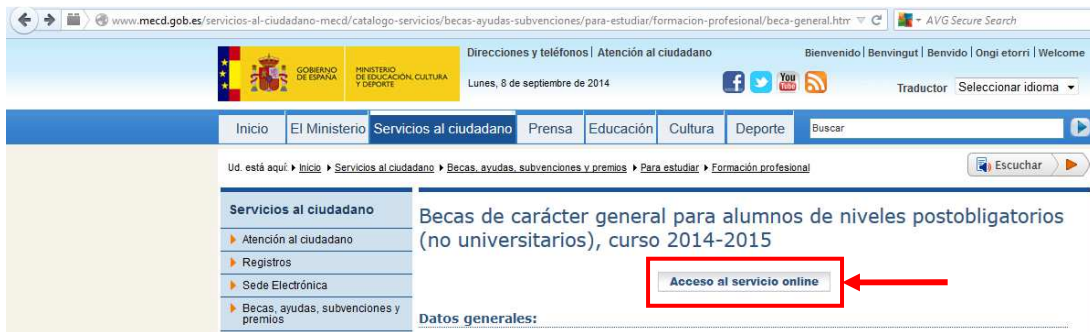 www.mecd.gob.es/servicios-al-ciudadano-mecd/catalogo-servicios/becas-ayudas-subvenciones/para-estudiar/formacion-profesional/beca-general.htm
AVG Secure Search
Direcciones y teléfonos | Atención al ciudadano
Bienvenido | Benvingut | Benvido | Ongi etorri | Welcome
GOBIERNO DE ESPAÑA
MINISTERIO DE EDUCACIÓN, CULTURA Y DEPORTE
Lunes, 8 de septiembre de 2014
You Tube
Traductor Seleccionar idioma
Inicio El Ministerio Servicios al ciudadano Prensa Educación Cultura Deporte Buscar
Ud. está aquí: Inicio Servicios al ciudadano Becas, ayudas, subvenciones y premios Para estudiar Formación profesional
Escuchar
Servicios al ciudadano
Atención al ciudadano
Registros
Sede Electrónica
Becas, ayudas, subvenciones y premios
Becas de carácter general para alumnos de niveles postobligatorios
(no universitarios), curso 2014-2015
Acceso al servicio online
Datos generales: